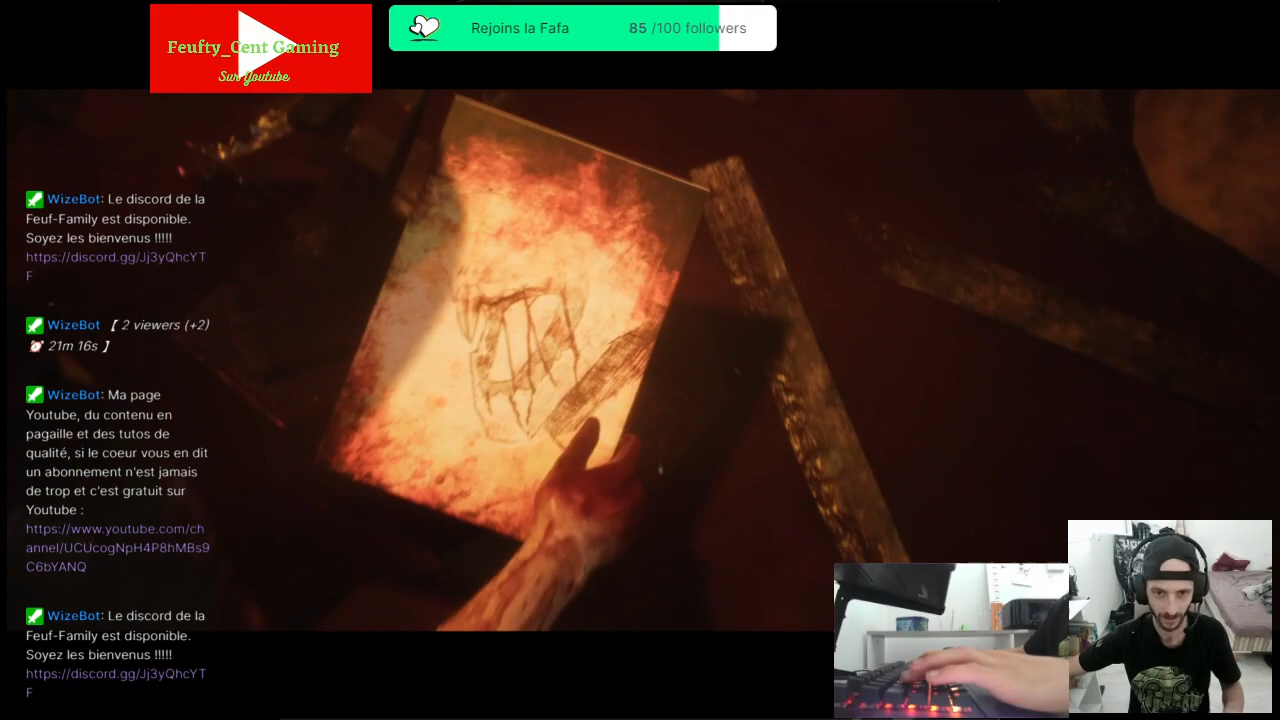 Feufty_Cent Gaming
Sur Youtube
Rejoins la Fafa 85 /100 followers
WizeBot: Le discord de la
Feuf-Family est disponible.
Soyez les bienvenus !!!!!
https://discord.gg/Jj3yQhcYT
F
WizeBot 【 2 viewers (+2)
⏰ 21m 16s 】
WizeBot: Ma page
Youtube, du contenu en
pagaille et des tutos de
qualité, si le coeur vous en dit
un abonnement n'est jamais
de trop et c'est gratuit sur
Youtube :
https://www.youtube.com/ch
annel/UCUcogNpH4P8hMBs9
C6bYANQ
WizeBot: Le discord de la
Feuf-Family est disponible.
Soyez les bienvenus !!!!!
https://discord.gg/Jj3yQhcYT
F